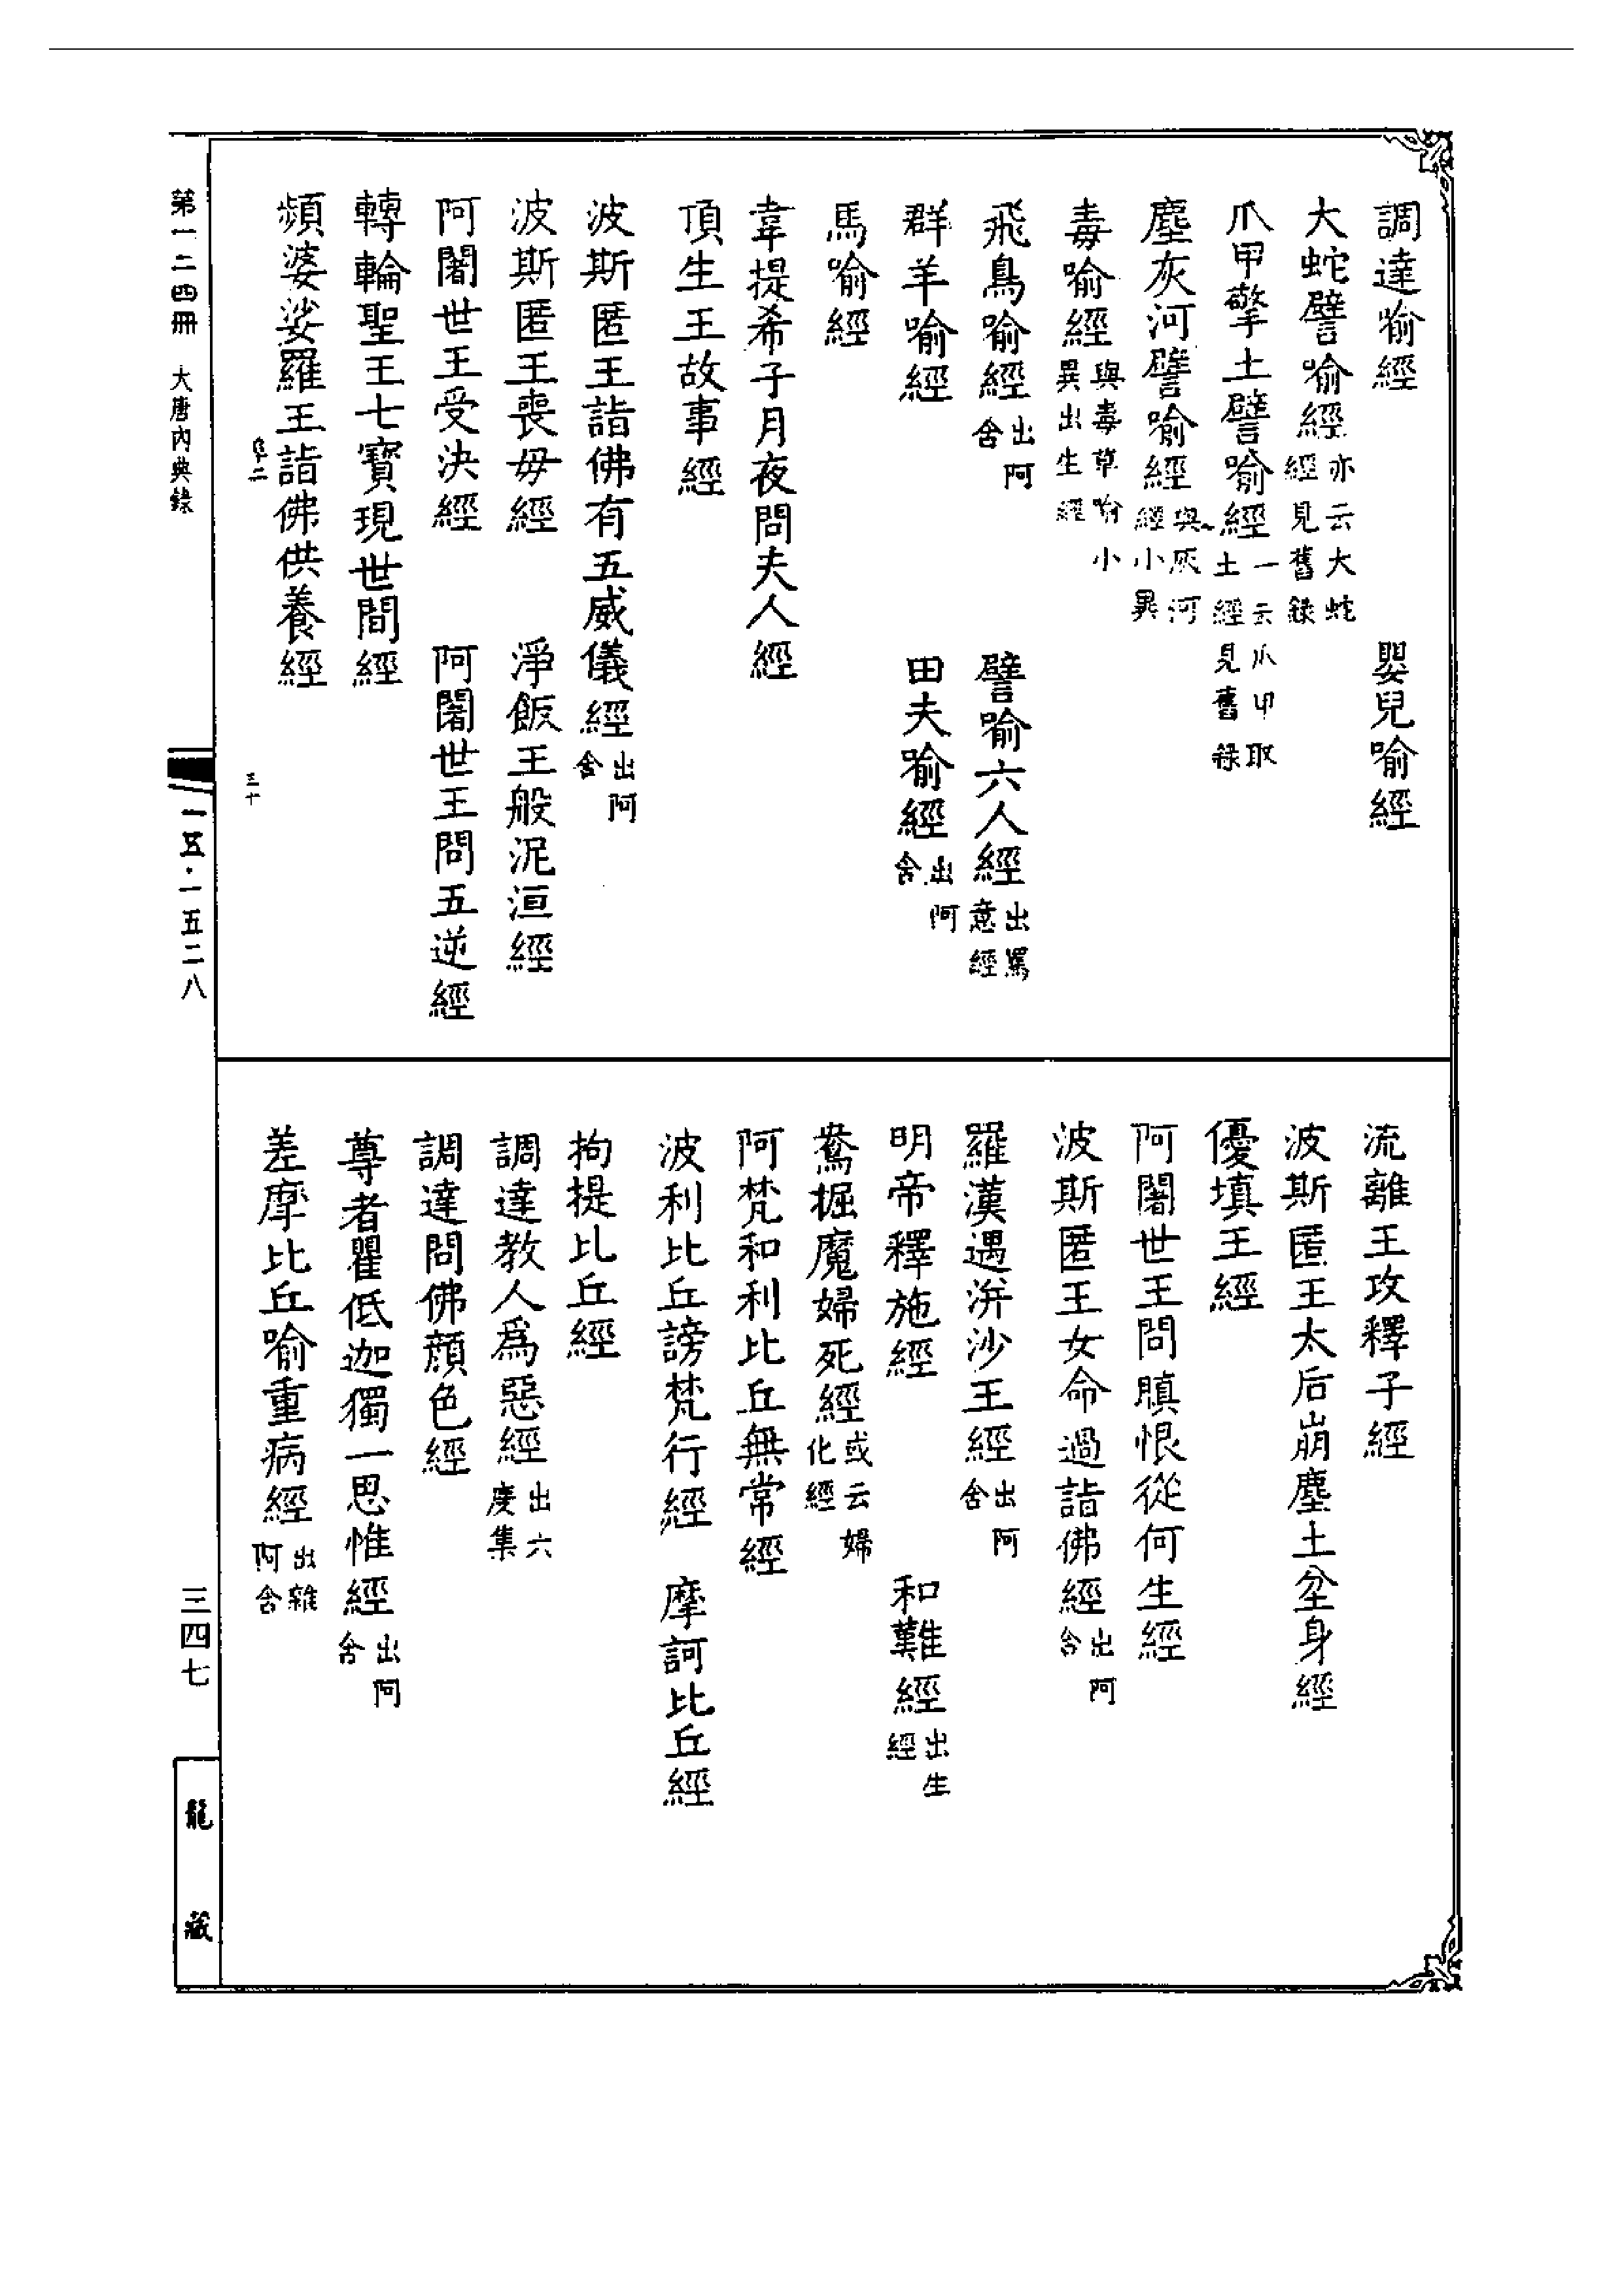 調達喻經　嬰兒喻經
大蛇譬喻經亦云大蛇經見舊錄
爪甲擎土譬喻經一云爪甲取土經見舊錄
塵灰河譬喻經與灰河經小異
毒喻經與毒草喻小異出生經
飛鳥喻經出阿含　譬喻六人經出罵意經
群羊喻經　田夫喻經出阿含
馬喻經
韋提希子月夜問夫人經
頂生王故事經
波斯匿王詣佛有五威儀經出阿含
波斯匿王喪母經　淨飯王般泥洹經
阿闍世王受決經　阿闍世王問五逆經
轉輪聖王七寶現世間經
頻婆娑羅王詣佛供養經
流離王攻釋子經
波斯匿王太后崩塵土坌身經
優填王經
阿闍世王問瞋恨從何生經
波斯匿王女命過詣佛經出阿含
羅漢遇洴沙王經出阿含
明帝釋施經　和難經出生經
鴦掘魔婦死經或云婦化經
阿梵和利比丘無常經
波利比丘謗梵行經　摩訶比丘經
拘提比丘經
調達教人為惡經出六度集
調達問佛顏色經
尊者瞿低迦獨一思惟經出阿含
差摩比丘喻重病經出雜阿含
第一二四冊　大唐內典錄
一五·一五二八
三四七
龍藏